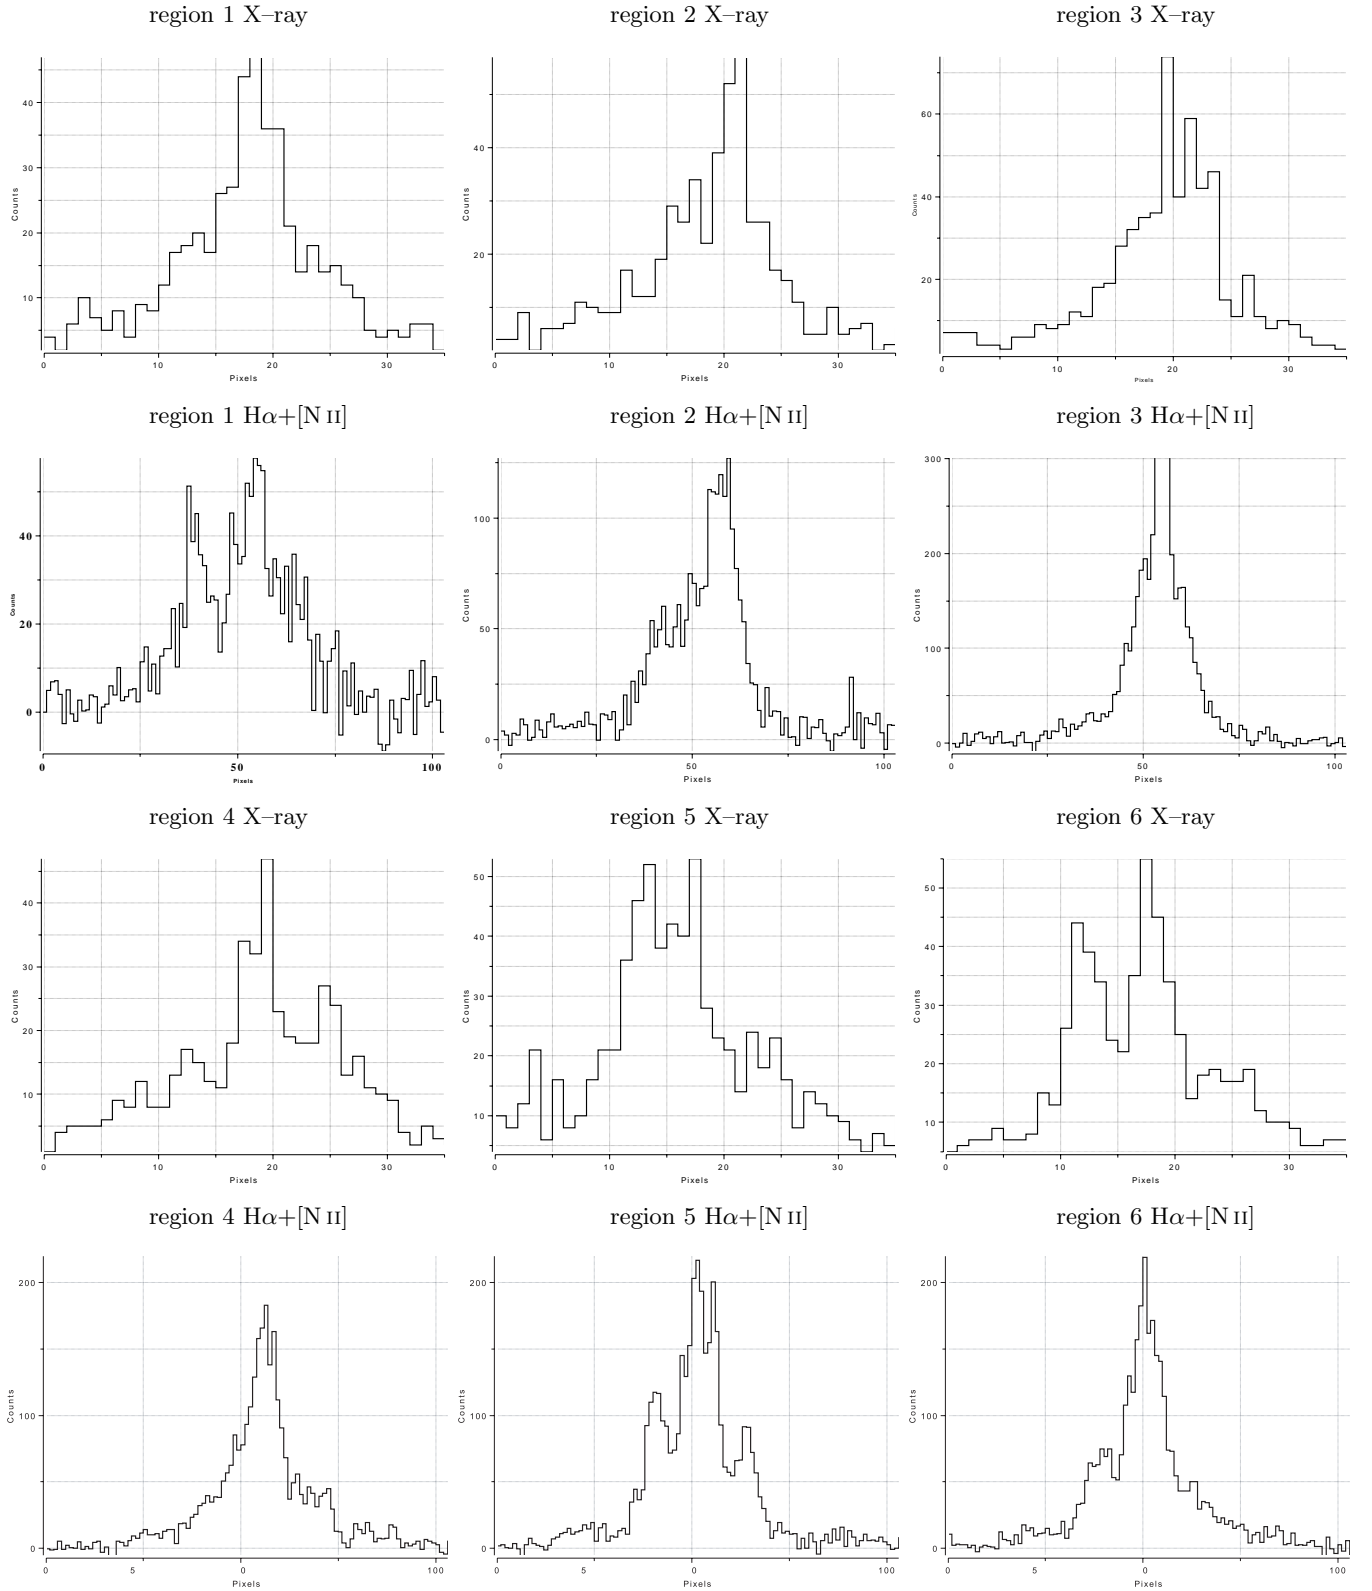 region 1 X–ray
region 2 X–ray
region 3 X–ray
40
30
20
10
Counts
0 10 20 30
Pixels
40
20
Counts
0 10 20 30
Pixels
60
40
20
Counts
0 10 20 30
Pixels
region 1 Hα+[N II]
region 2 Hα+[N II]
region 3 Hα+[N II]
40
20
0
Counts
0 50 100
Pixels
100
50
0
Counts
0 50 100
Pixels
300
200
100
0
Counts
0 50 100
Pixels
region 4 X–ray
region 5 X–ray
region 6 X–ray
40
30
20
10
Counts
0 10 20 30
Pixels
50
40
30
20
10
Counts
0 10 20 30
Pixels
50
40
30
20
10
Counts
0 10 20 30
Pixels
region 4 Hα+[N II]
region 5 Hα+[N II]
region 6 Hα+[N II]
200
100
0
Counts
0 5 0 100
Pixels
200
100
0
Counts
0 5 0 100
Pixels
200
100
0
Counts
0 5 0 100
Pixels